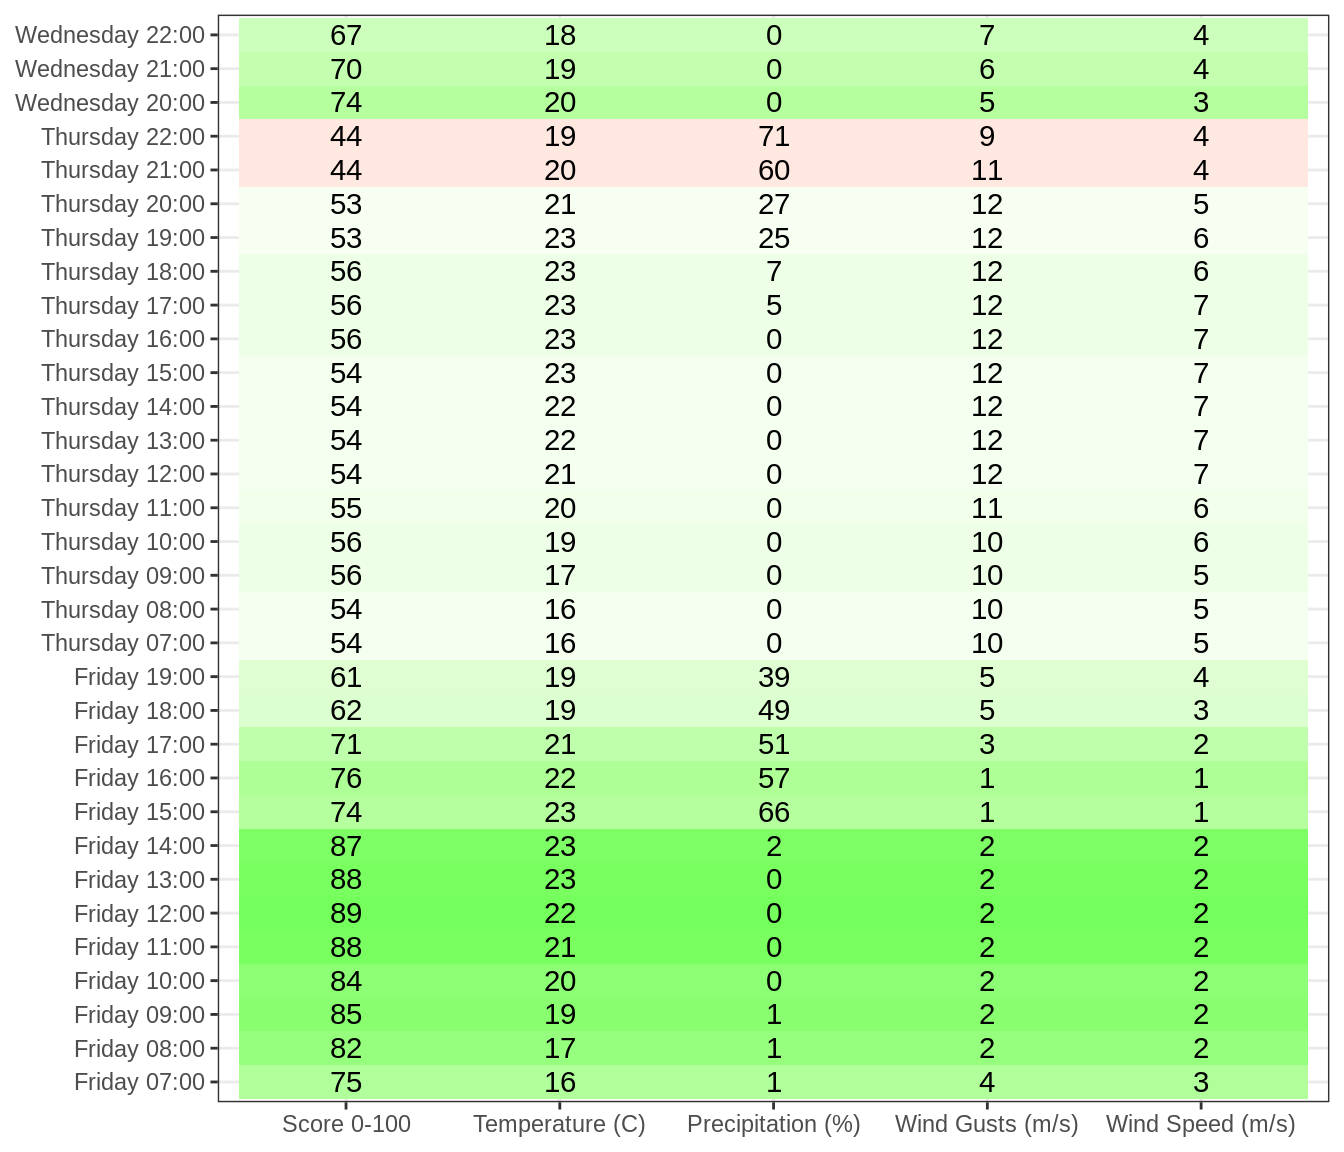 Wednesday 22:00 67 18 0 7 4
Wednesday 21:00 70 19 0 6 4
Wednesday 20:00 74 20 0 5 3
Thursday 22:00 44 19 71 9 4
Thursday 21:00 44 20 60 11 4
Thursday 20:00 53 21 27 12 5
Thursday 19:00 53 23 25 12 6
Thursday 18:00 56 23 7 12 6
Thursday 17:00 56 23 5 12 7
Thursday 16:00 56 23 0 12 7
Thursday 15:00 54 23 0 12 7
Thursday 14:00 54 22 0 12 7
Thursday 13:00 54 22 0 12 7
Thursday 12:00 54 21 0 12 7
Thursday 11:00 55 20 0 11 6
Thursday 10:00 56 19 0 10 6
Thursday 09:00 56 17 0 10 5
Thursday 08:00 54 16 0 10 5
Thursday 07:00 54 16 0 10 5
Friday 19:00 61 19 39 5 4
Friday 18:00 62 19 49 5 3
Friday 17:00 71 21 51 3 2
Friday 16:00 76 22 57 1 1
Friday 15:00 74 23 66 1 1
Friday 14:00 87 23 2 2 2
Friday 13:00 88 23 0 2 2
Friday 12:00 89 22 0 2 2
Friday 11:00 88 21 0 2 2
Friday 10:00 84 20 0 2 2
Friday 09:00 85 19 1 2 2
Friday 08:00 82 17 1 2 2
Friday 07:00 75 16 1 4 3
Score 0-100 Temperature (C) Precipitation (%) Wind Gusts (m/s) Wind Speed (m/s)